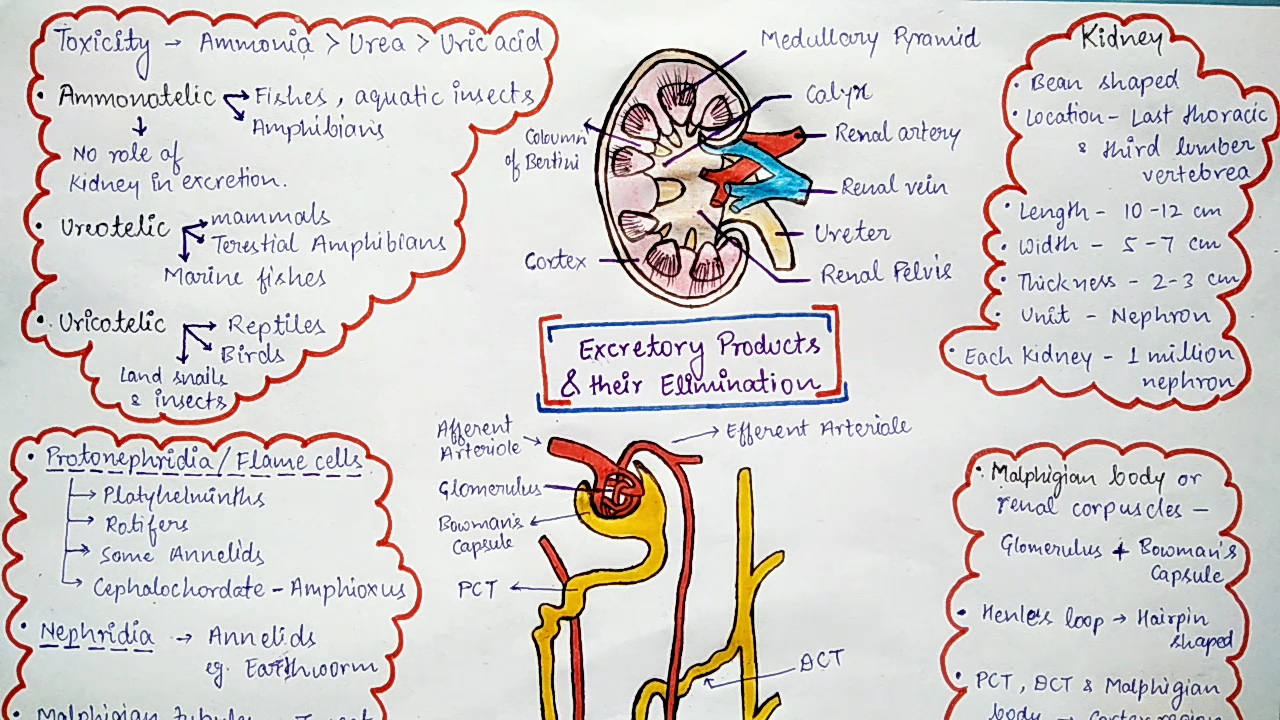 Toxicity → Ammonia > Urea > Uric acid
• Ammonotelic → Fishes, aquatic insects
Amphibians
No role of
Kidney in excretion.
• Ureotelic → mammals
Terestial Amphibians
Marine fishes
• Uricotelic → Reptiles
Birds
Land snails
& insects
Medullary Pyramid
Calyx
Renal artery
Renal vein
Ureter
Renal Pelvis
Coloumn
of Bertini
Cortex
Kidney
• Bean shaped
• Location - Last thoracic
& third lumber
vertebrea
• Length - 10-12 cm
• Width - 5-7 cm
• Thickness - 2-3 cm
• Unit - Nephron
• Each Kidney - 1 million
nephron
Excretory Products
& their Elimination
• Protonephridia/Flame cells
→ Platyhelminths
→ Rotifers
→ Some Annelids
→ Cephalochordate - Amphioxus
• Nephridia → Annelids
eg. Earthworm
• Malphigian
Afferent
Arteriole
Efferent Arteriole
Glomerulus
Bowman's
Capsule
PCT
DCT
• Malphigian body or
renal corpuscles -
Glomerulus + Bowman's
Capsule
• Henle's loop → Hairpin
shaped
• PCT, DCT & Malphigian
body → Cortex region